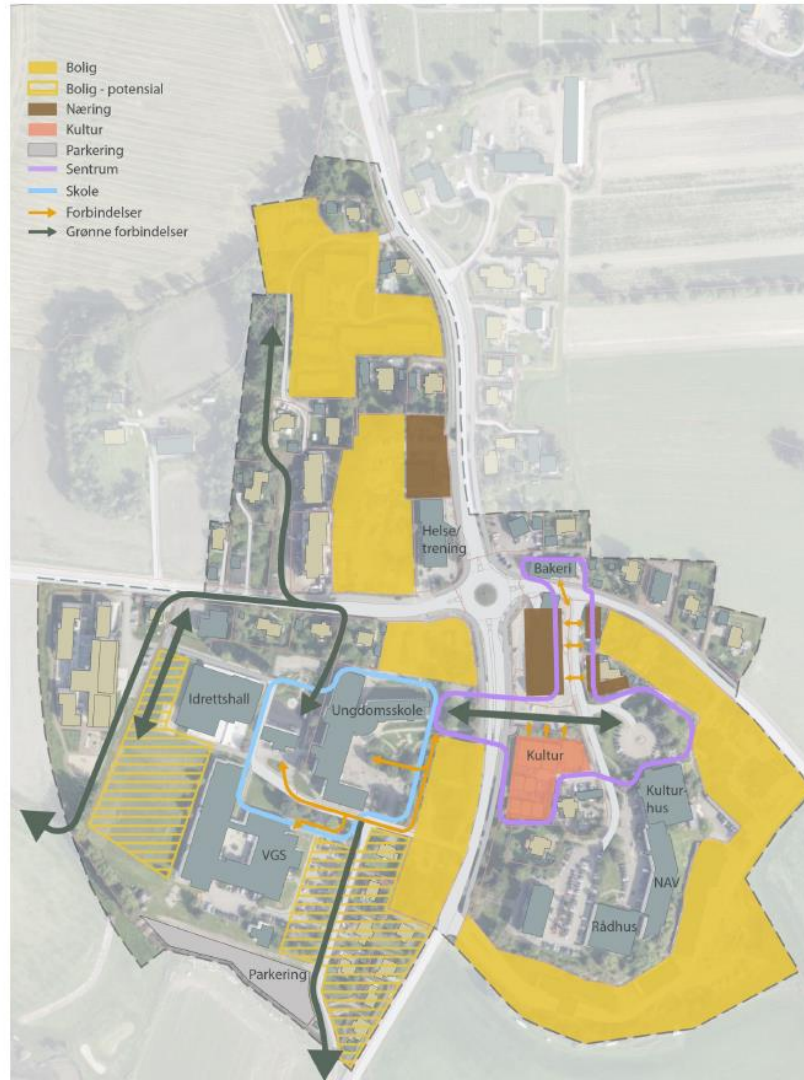 Bolig
Bolig - potensial
Næring
Kultur
Parkering
Sentrum
Skole
Forbindelser
Grønne forbindelser
Helse/
trening
Bakeri
Idrettshall
Ungdomsskole
Kultur
Kultur-
hus
VGS
NAV
Rådhus
Parkering